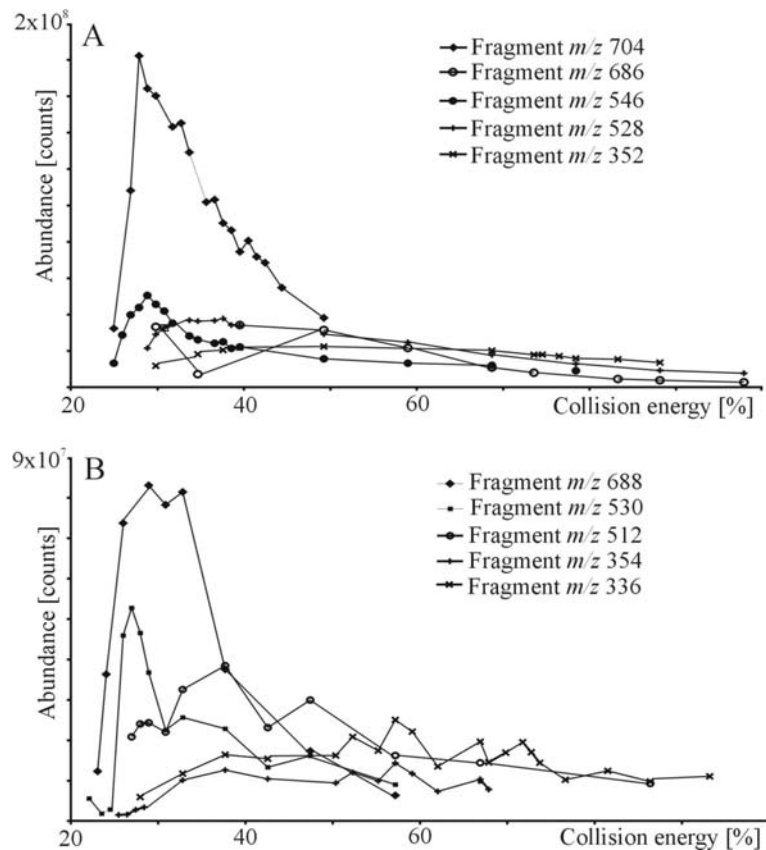 2x10⁸
A
Fragment m/z 704
Fragment m/z 686
Fragment m/z 546
Fragment m/z 528
Fragment m/z 352
Abundance [counts]
20 40 60 Collision energy [%]
9x10⁷
B
Fragment m/z 688
Fragment m/z 530
Fragment m/z 512
Fragment m/z 354
Fragment m/z 336
Abundance [counts]
20 40 60 Collision energy [%]